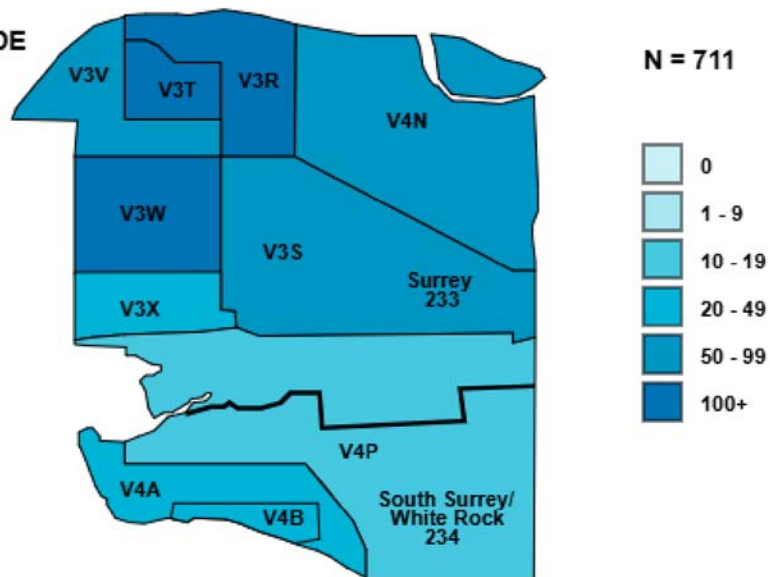 DE
N = 711
V3V
V3T
V3R
V4N
0
1 - 9
V3W
10 - 19
V3S
Surrey
233
V3X
20 - 49
50 - 99
100+
V4P
V4A
V4B
South Surrey/
White Rock
234